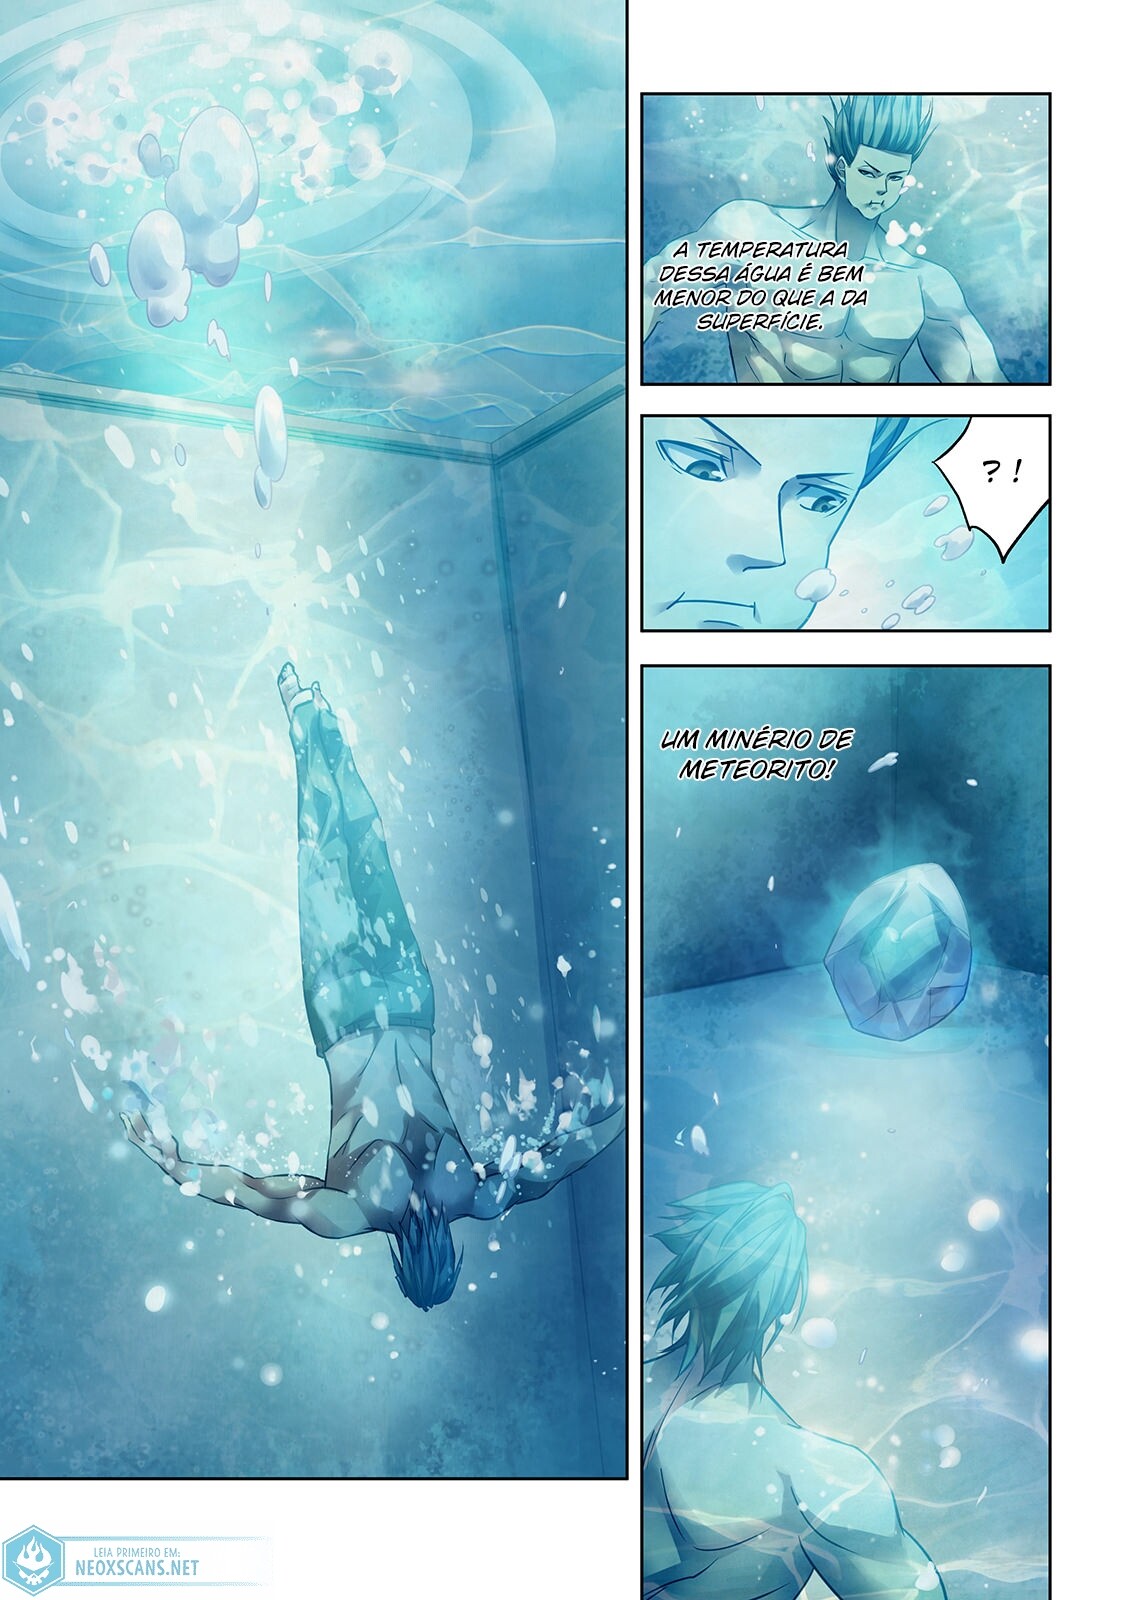 A TEMPERATURA
DESSA ÁGUA É BEM
MENOR DO QUE A DA
SUPERFÍCIE.
?!
UM MINÉRIO DE
METEORITO!
LEIA PRIMEIRO EM:
NEOXSCANS.NET